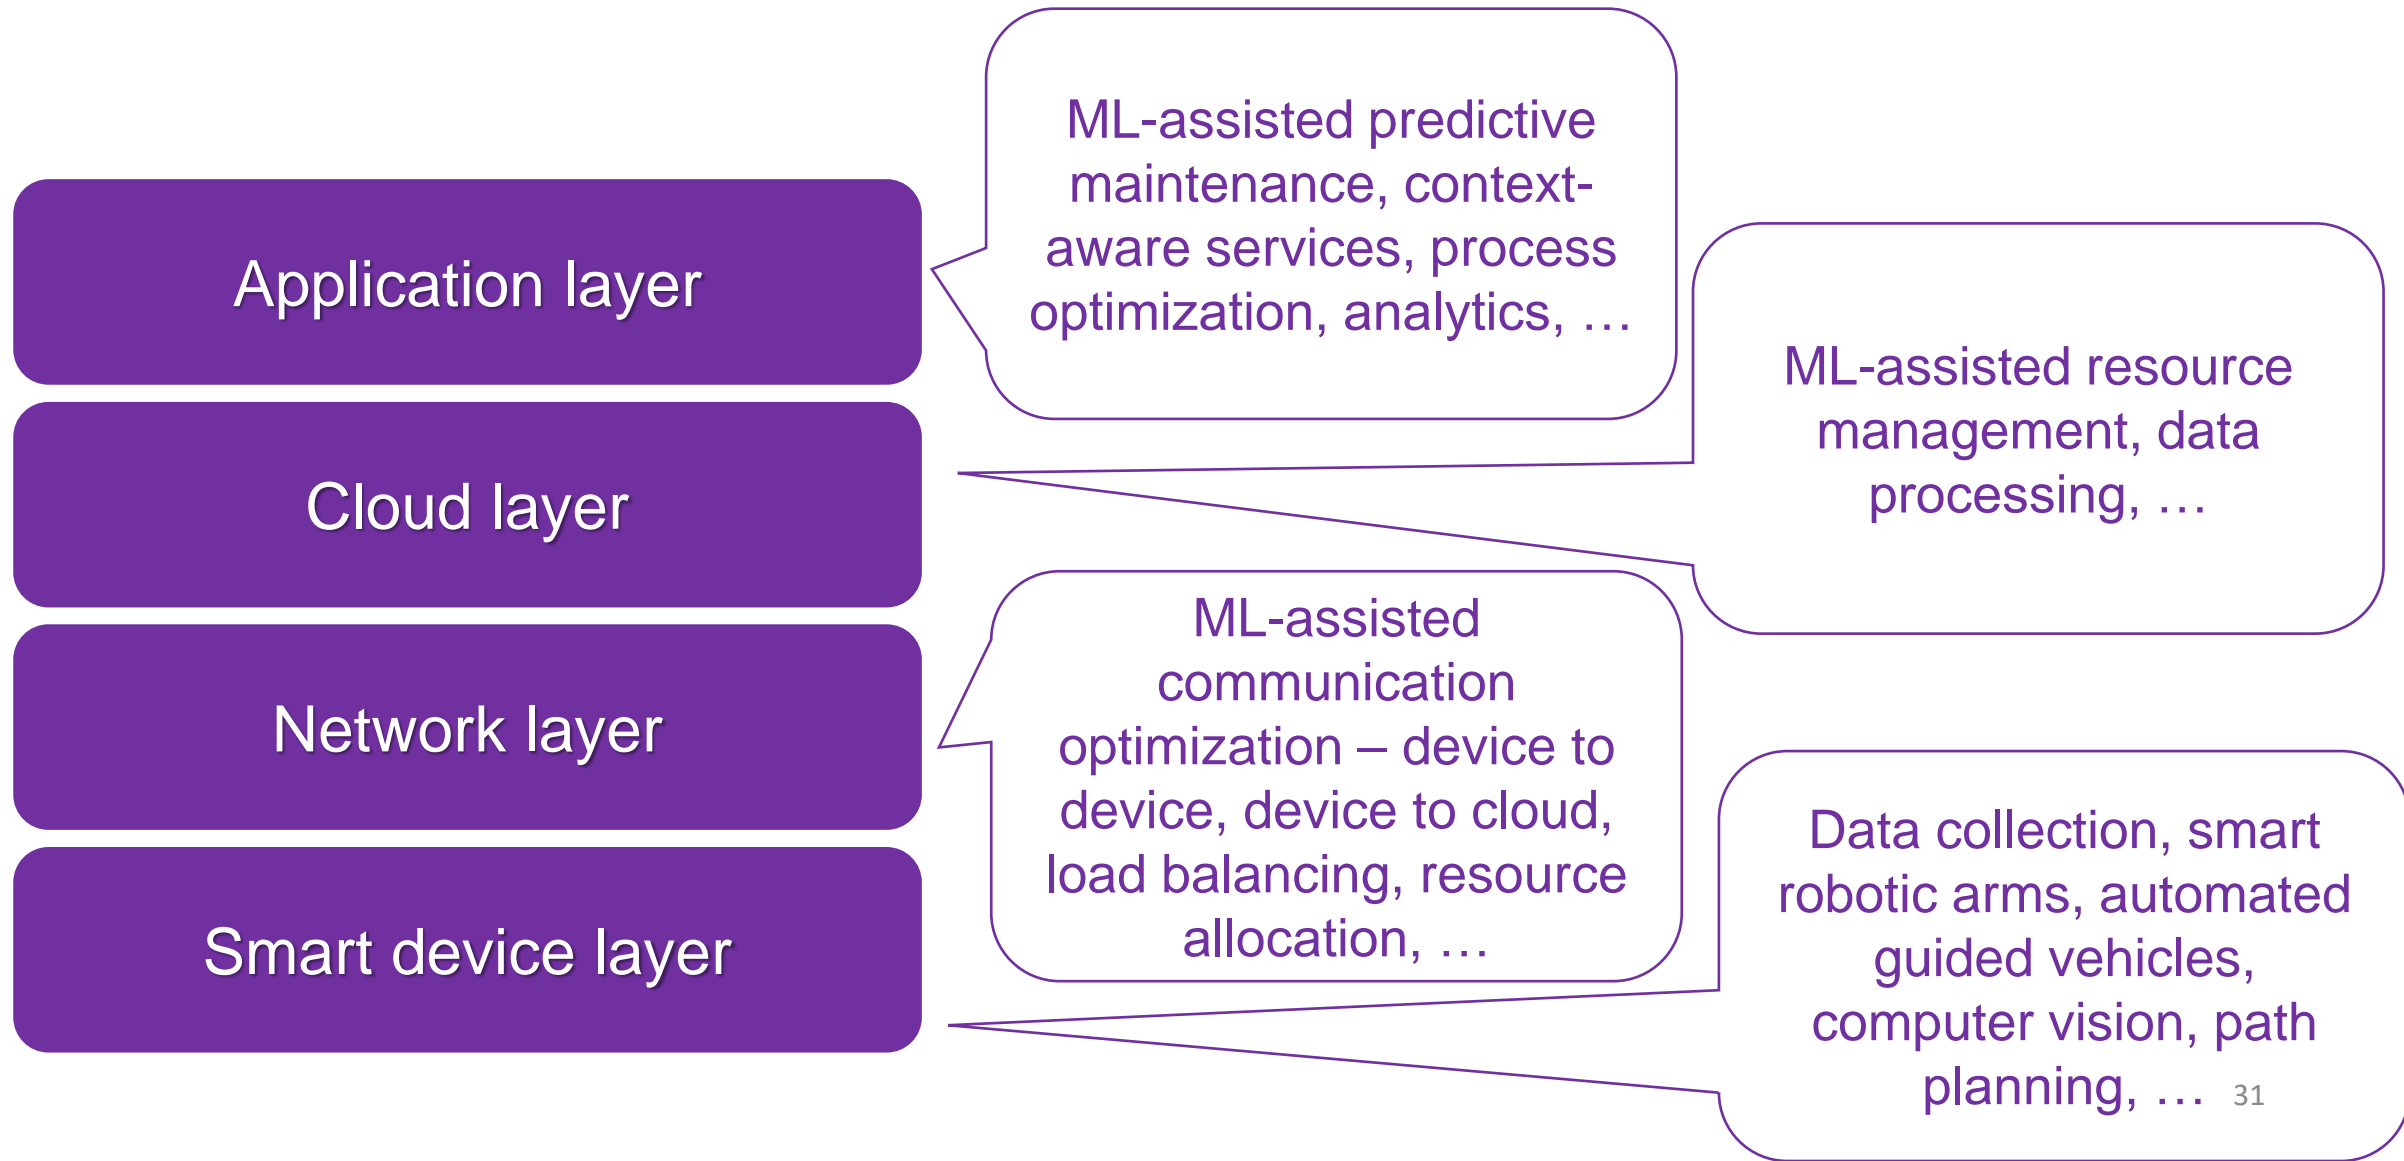 Application layer
ML-assisted predictive
maintenance, context-
aware services, process
optimization, analytics, …
Cloud layer
ML-assisted resource
management, data
processing, …
Network layer
ML-assisted
communication
optimization – device to
device, device to cloud,
load balancing, resource
allocation, …
Smart device layer
Data collection, smart
robotic arms, automated
guided vehicles,
computer vision, path
planning, …
31